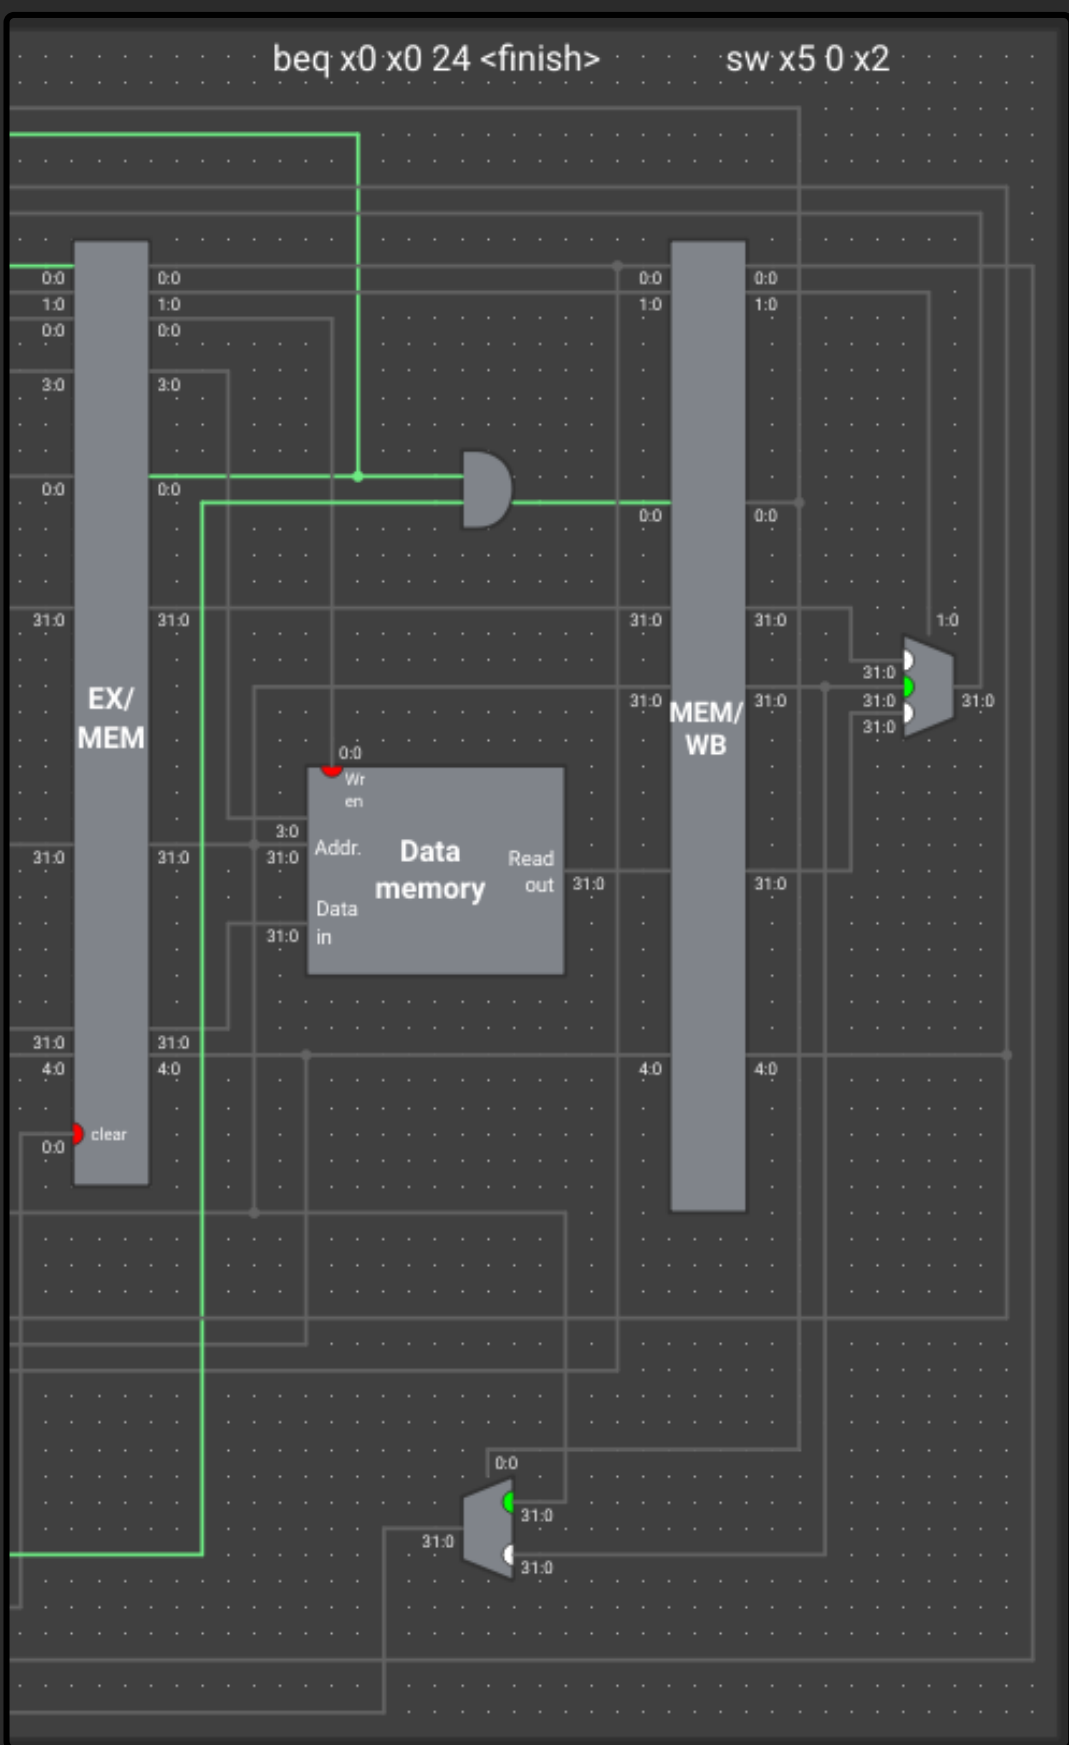 beq x0 x0 24 <finish> sw x5 0 x2
0:0 0:0 0:0 0:0
1:0 1:0 1:0 1:0
0:0 0:0
3:0 3:0
0:0 0:0
0:0 0:0
31:0 31:0 31:0 31:0 1:0
31:0
31:0 31:0 31:0 31:0
31:0
EX/
MEM
MEM/
WB
0:0
Wr
en
3:0
31:0 31:0 31:0 Addr.
Data
memory
Read
out
31:0 31:0
Data
in
31:0
31:0 31:0
4:0 4:0 4:0 4:0
clear
0:0
0:0
31:0
31:0
31:0